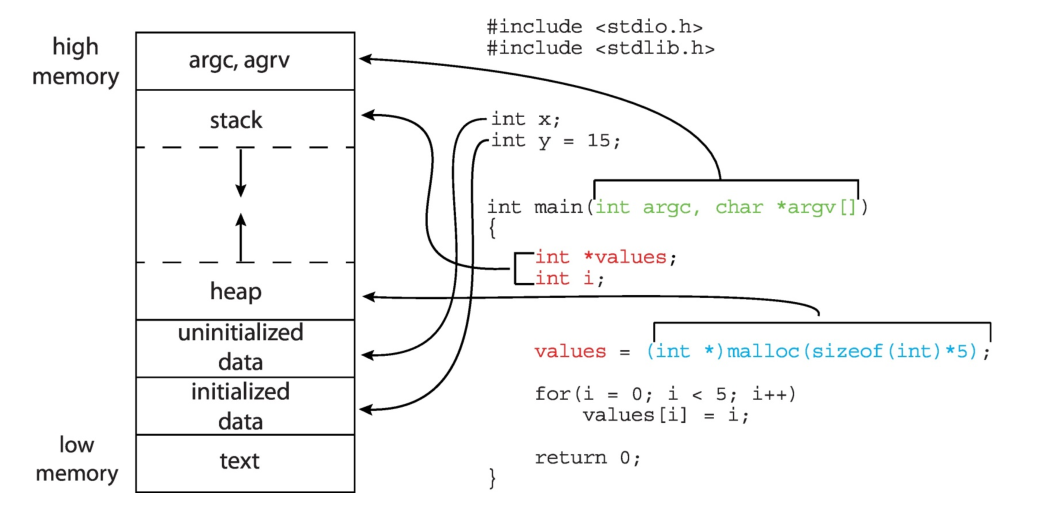 high
memory
argc, agrv
stack
heap
uninitialized
data
initialized
data
low
memory
text
#include <stdio.h>
#include <stdlib.h>
int x;
int y = 15;
int main(int argc, char *argv[])
{
int *values;
int i;
values = (int *)malloc(sizeof(int)*5);
for(i = 0; i < 5; i++)
values[i] = i;
return 0;
}